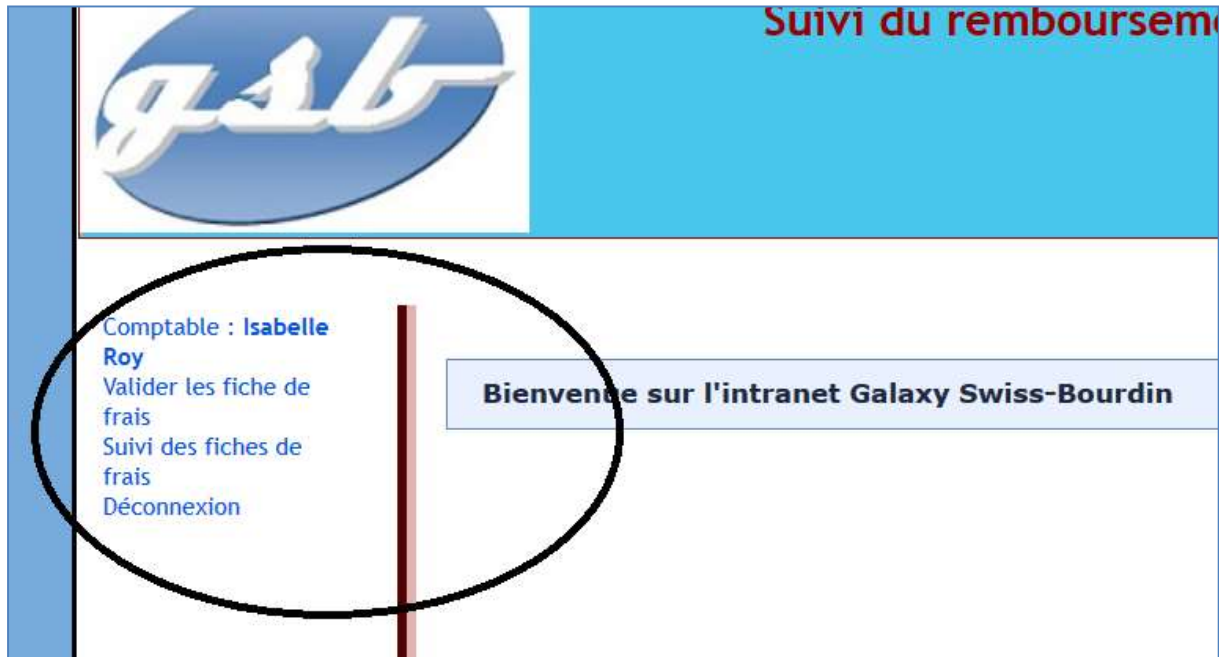 Suivi du remboursem
gsb
Comptable : Isabelle
Roy
Valider les fiche de
frais
Suivi des fiches de
frais
Déconnexion
Bienvenue sur l'intranet Galaxy Swiss-Bourdin